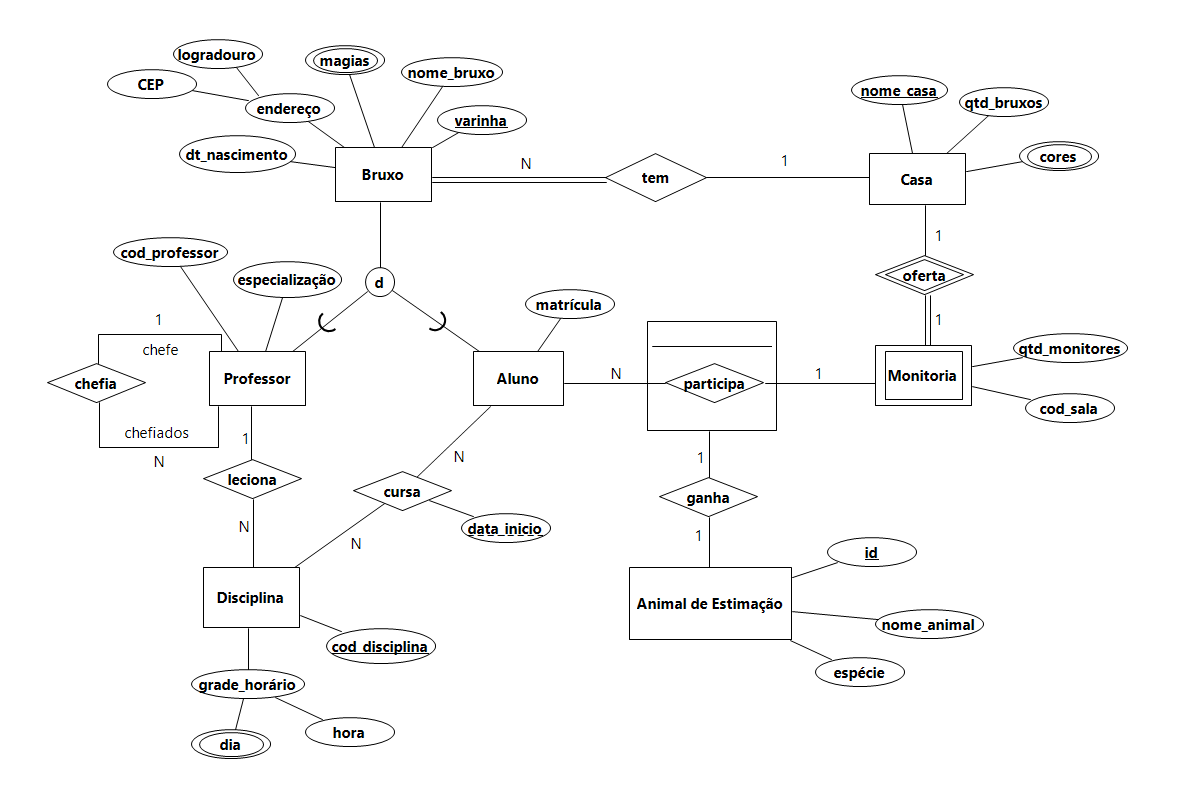 logradouro
magias
nome_bruxo
CEP
endereço
varinha
dt_nascimento
Bruxo
N
tem
1
nome_casa
qtd_bruxos
cores
Casa
1
oferta
1
cod_professor
especialização
d
matrícula
1
chefe
chefia
Professor
Aluno
N
participa
1
Monitoria
qtd_monitores
cod_sala
chefiados
N
1
leciona
N
N
cursa
data_inicio
N
1
ganha
1
Disciplina
cod_disciplina
grade_horário
dia
hora
Animal de Estimação
id
nome_animal
espécie